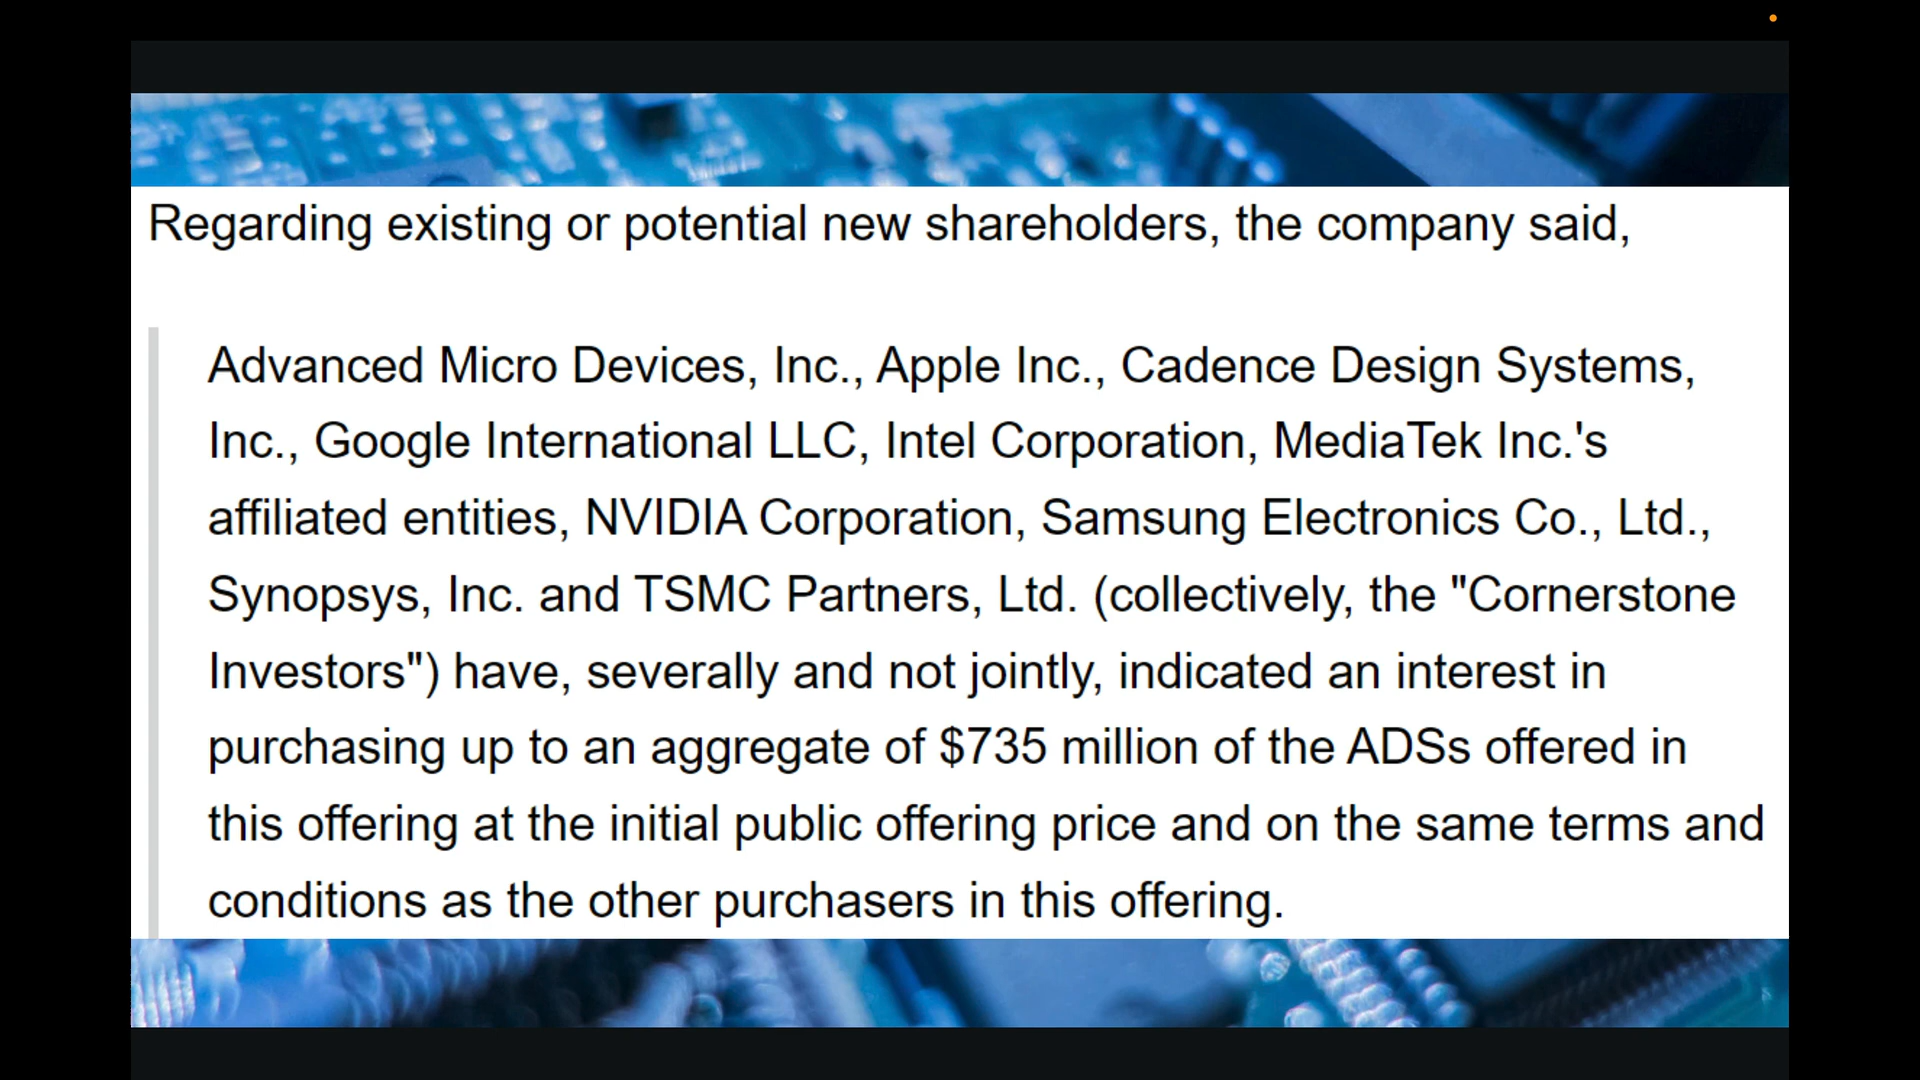 Regarding existing or potential new shareholders, the company said,
Advanced Micro Devices, Inc., Apple Inc., Cadence Design Systems,
Inc., Google International LLC, Intel Corporation, MediaTek Inc.'s
affiliated entities, NVIDIA Corporation, Samsung Electronics Co., Ltd.,
Synopsys, Inc. and TSMC Partners, Ltd. (collectively, the "Cornerstone
Investors") have, severally and not jointly, indicated an interest in
purchasing up to an aggregate of $735 million of the ADSs offered in
this offering at the initial public offering price and on the same terms and
conditions as the other purchasers in this offering.